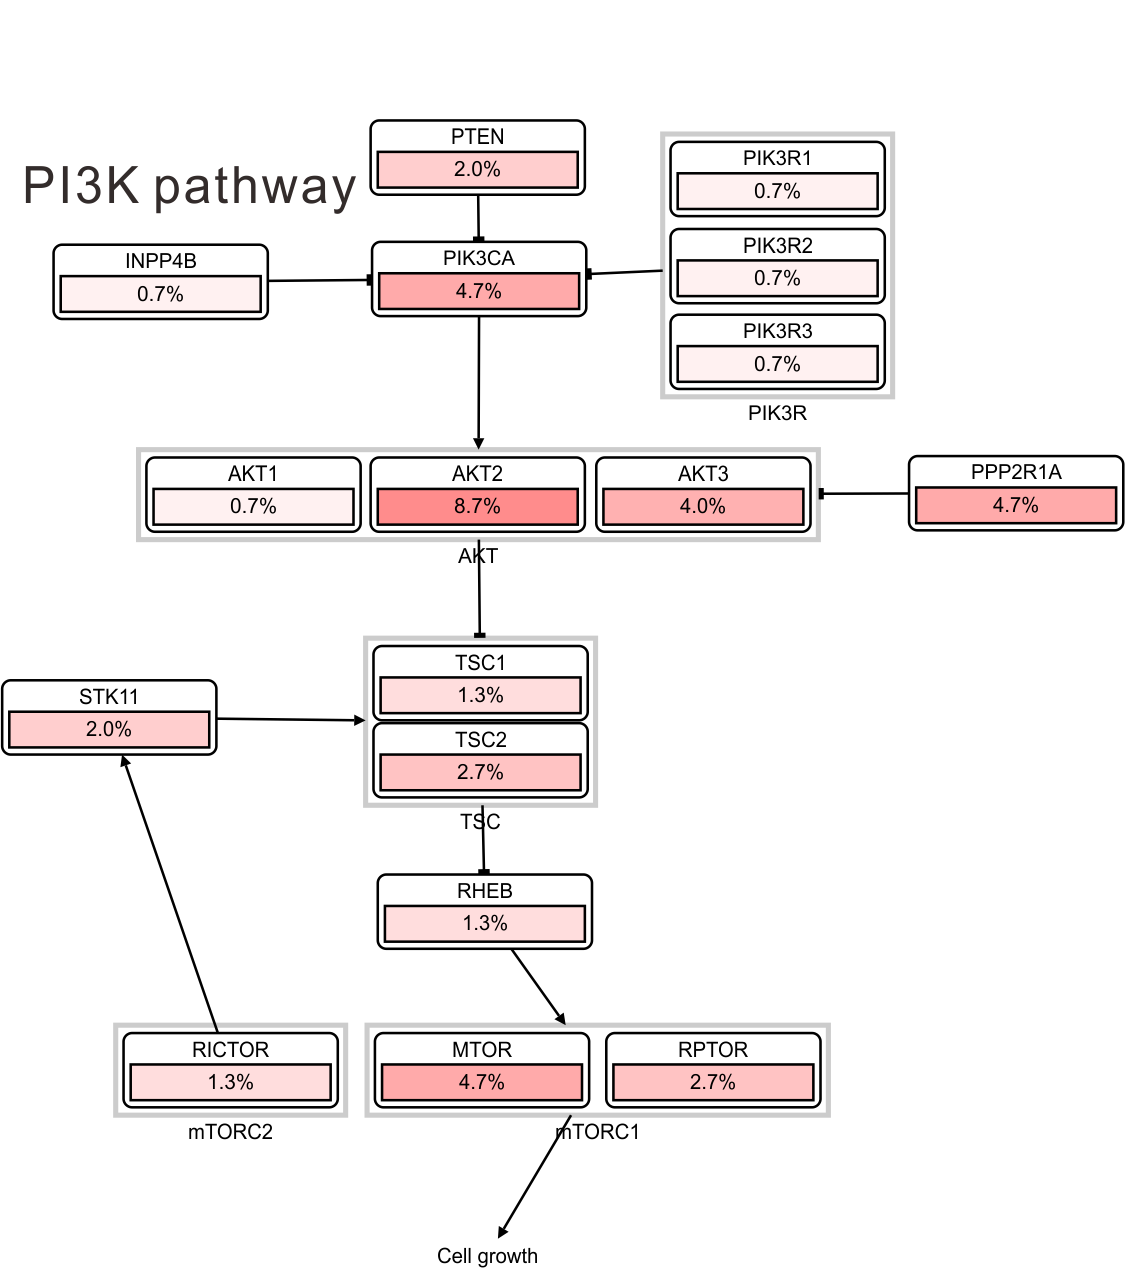 PI3K pathway
PTEN
2.0%
PIK3R1
0.7%
PIK3R2
0.7%
PIK3R3
0.7%
PIK3R
INPP4B
0.7%
PIK3CA
4.7%
AKT1
0.7%
AKT2
8.7%
AKT3
4.0%
AKT
PPP2R1A
4.7%
TSC1
1.3%
TSC2
2.7%
TSC
STK11
2.0%
RHEB
1.3%
RICTOR
1.3%
mTORC2
MTOR
4.7%
RPTOR
2.7%
mTORC1
Cell growth